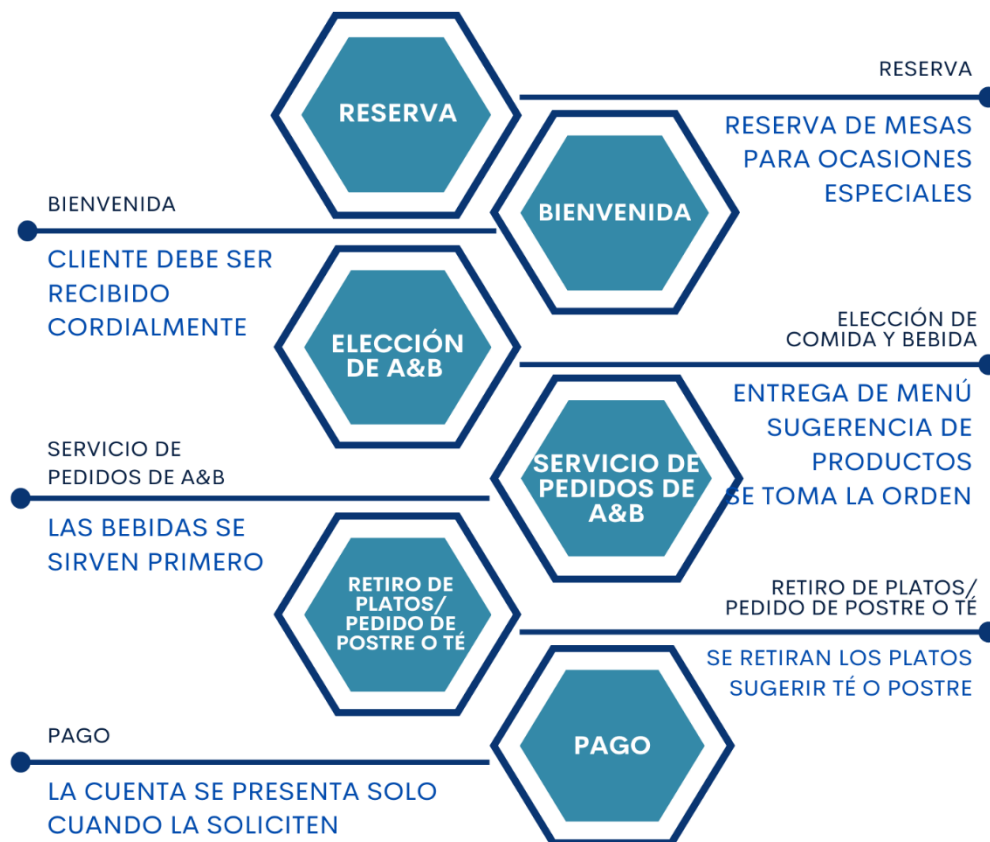 RESERVA
RESERVA
RESERVA DE MESAS
PARA OCASIONES
ESPECIALES
BIENVENIDA
BIENVENIDA
CLIENTE DEBE SER
RECIBIDO
CORDIALMENTE
ELECCIÓN
DE A&B
ELECCIÓN DE
COMIDA Y BEBIDA
ENTREGA DE MENÚ
SUGERENCIA DE
PRODUCTOS
SE TOMA LA ORDEN
SERVICIO DE
PEDIDOS DE
A&B
SERVICIO DE
PEDIDOS DE A&B
LAS BEBIDAS SE
SIRVEN PRIMERO
RETIRO DE
PLATOS/
PEDIDO DE
POSTRE O TÉ
RETIRO DE PLATOS/
PEDIDO DE POSTRE O TÉ
SE RETIRAN LOS PLATOS
SUGERIR TÉ O POSTRE
PAGO
PAGO
LA CUENTA SE PRESENTA SOLO
CUANDO LA SOLICITEN